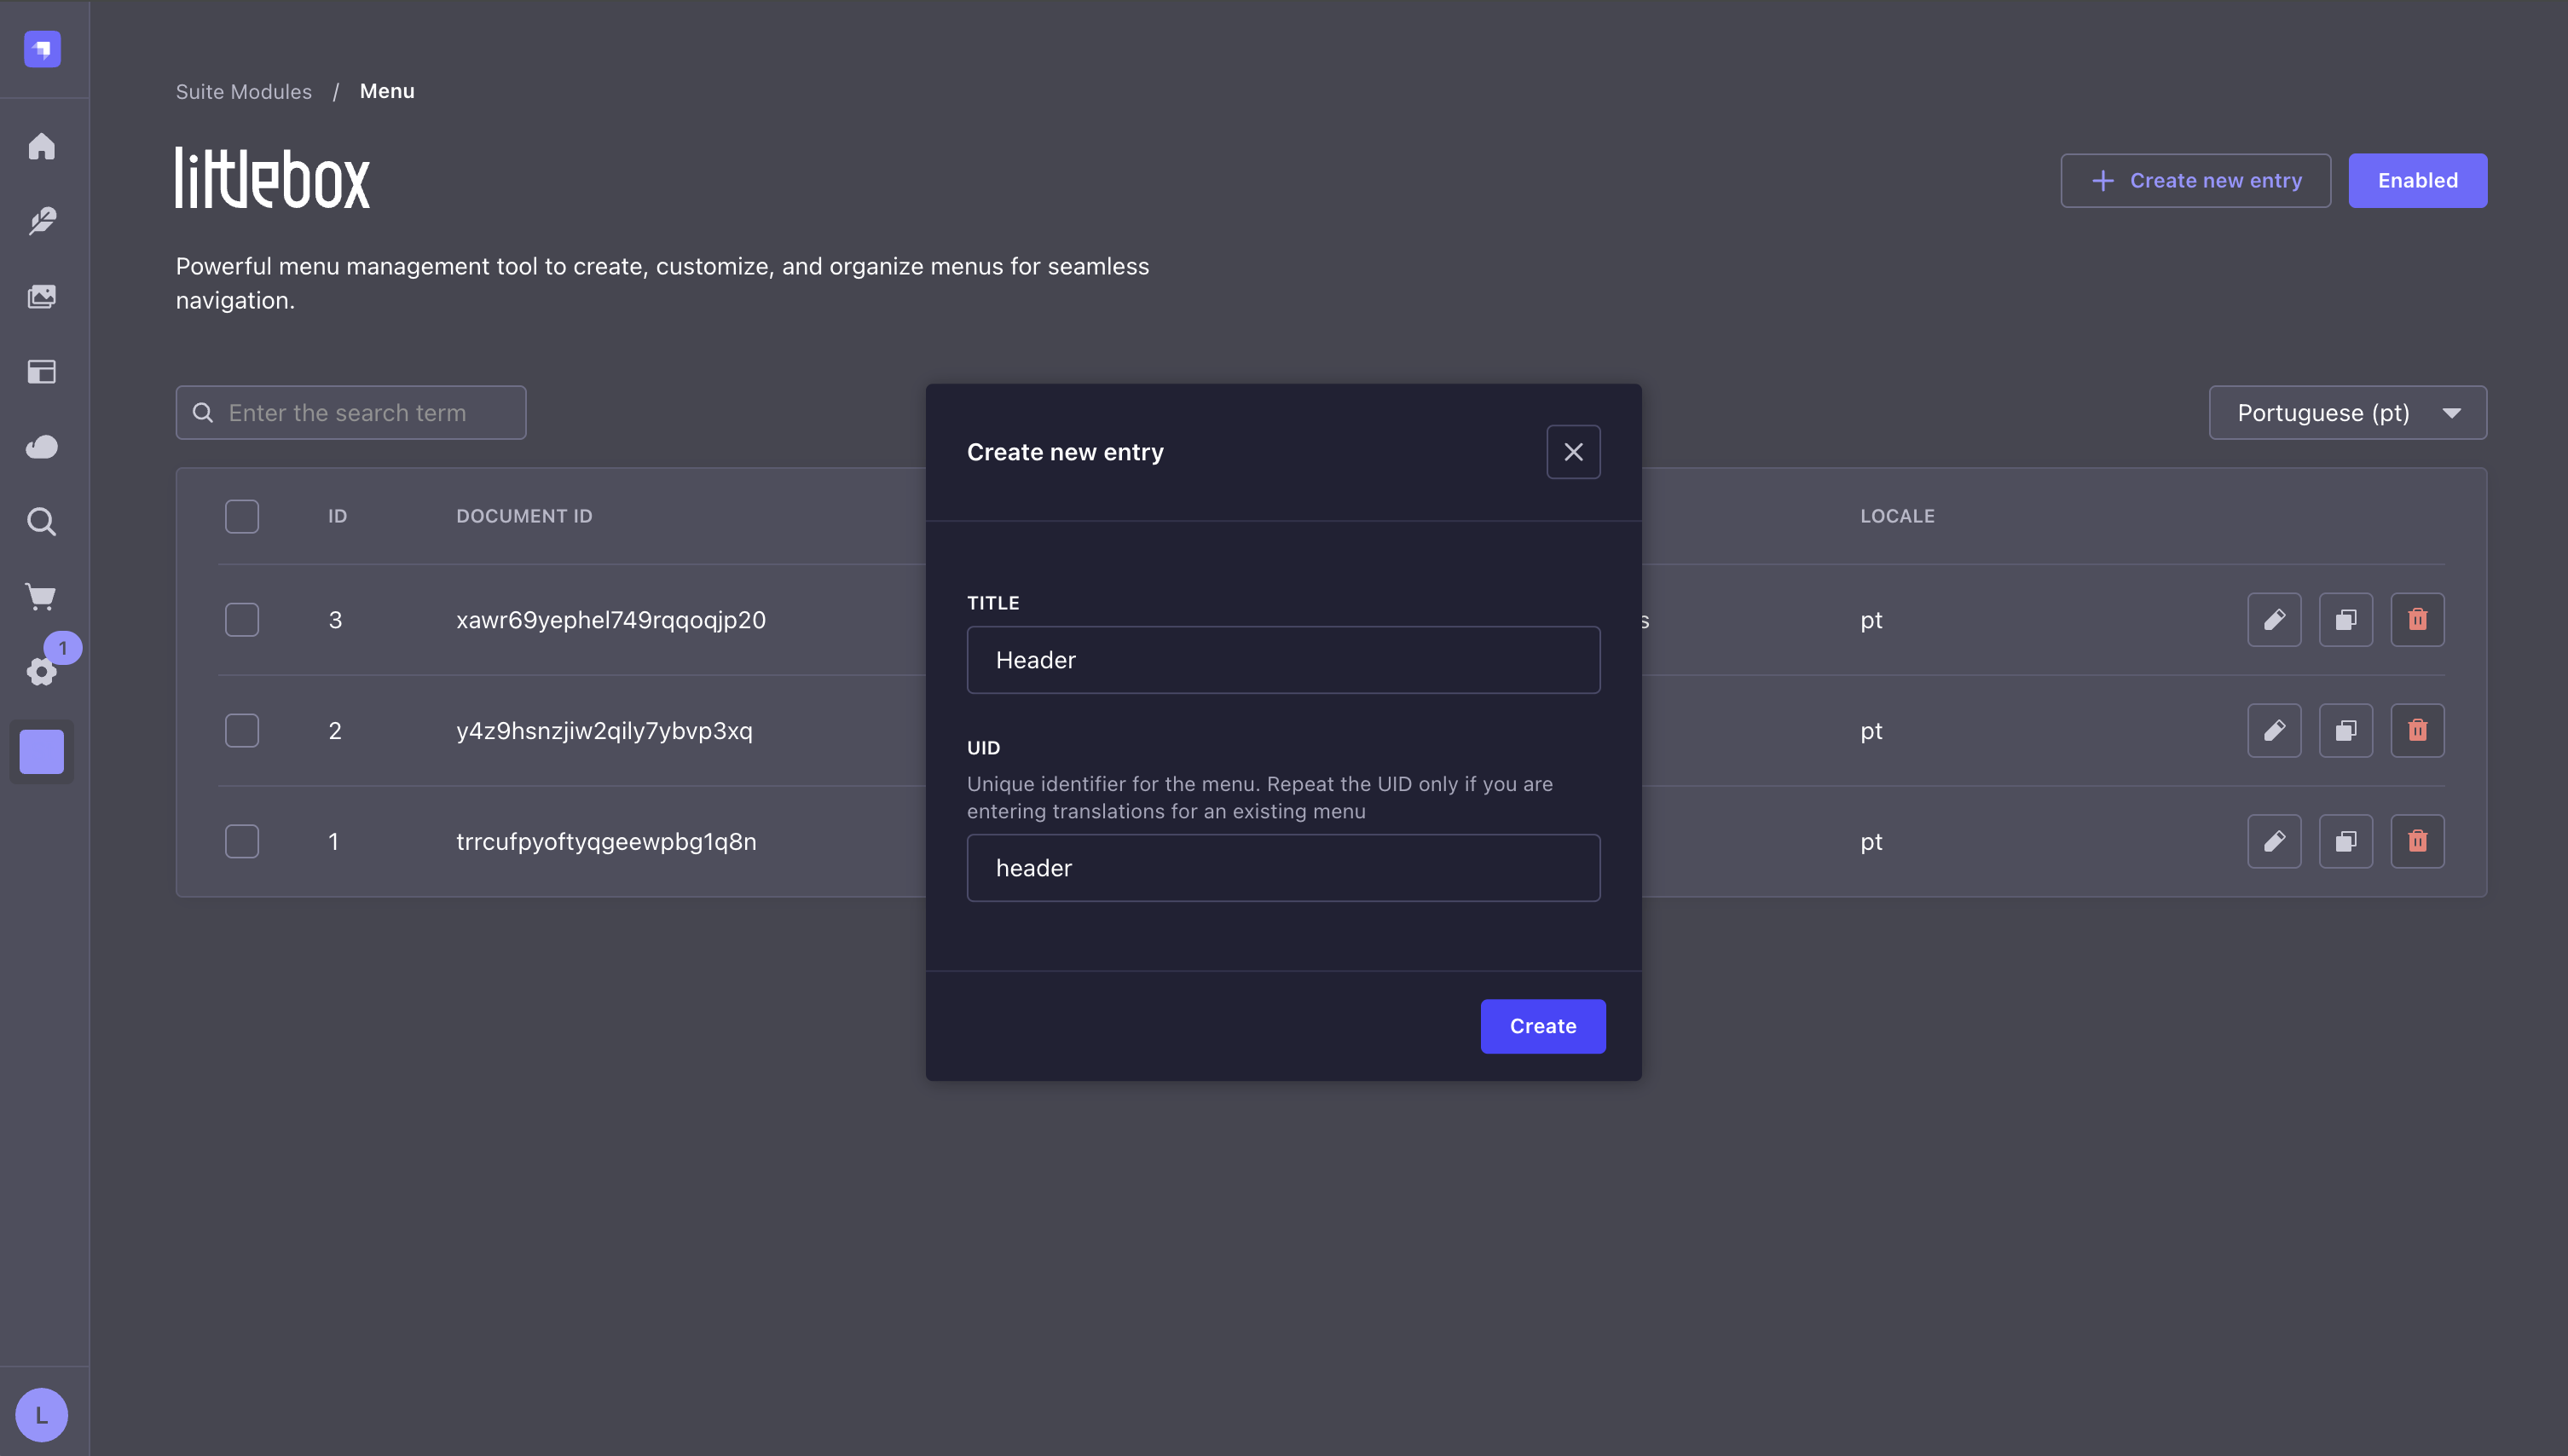 Suite Modules / Menu
littlebox
Create new entry
Enabled
Powerful menu management tool to create, customize, and organize menus for seamless
navigation.
Enter the search term
Portuguese (pt)
ID DOCUMENT ID LOCALE
3 xawr69yephel749rqqoqjp20 s pt
2 y4z9hsnzjiw2qily7ybvp3xq pt
1 trrcufpyoftyqgeewpbg1q8n pt
Create new entry
TITLE
Header
UID
Unique identifier for the menu. Repeat the UID only if you are
entering translations for an existing menu
header
Create
1
L